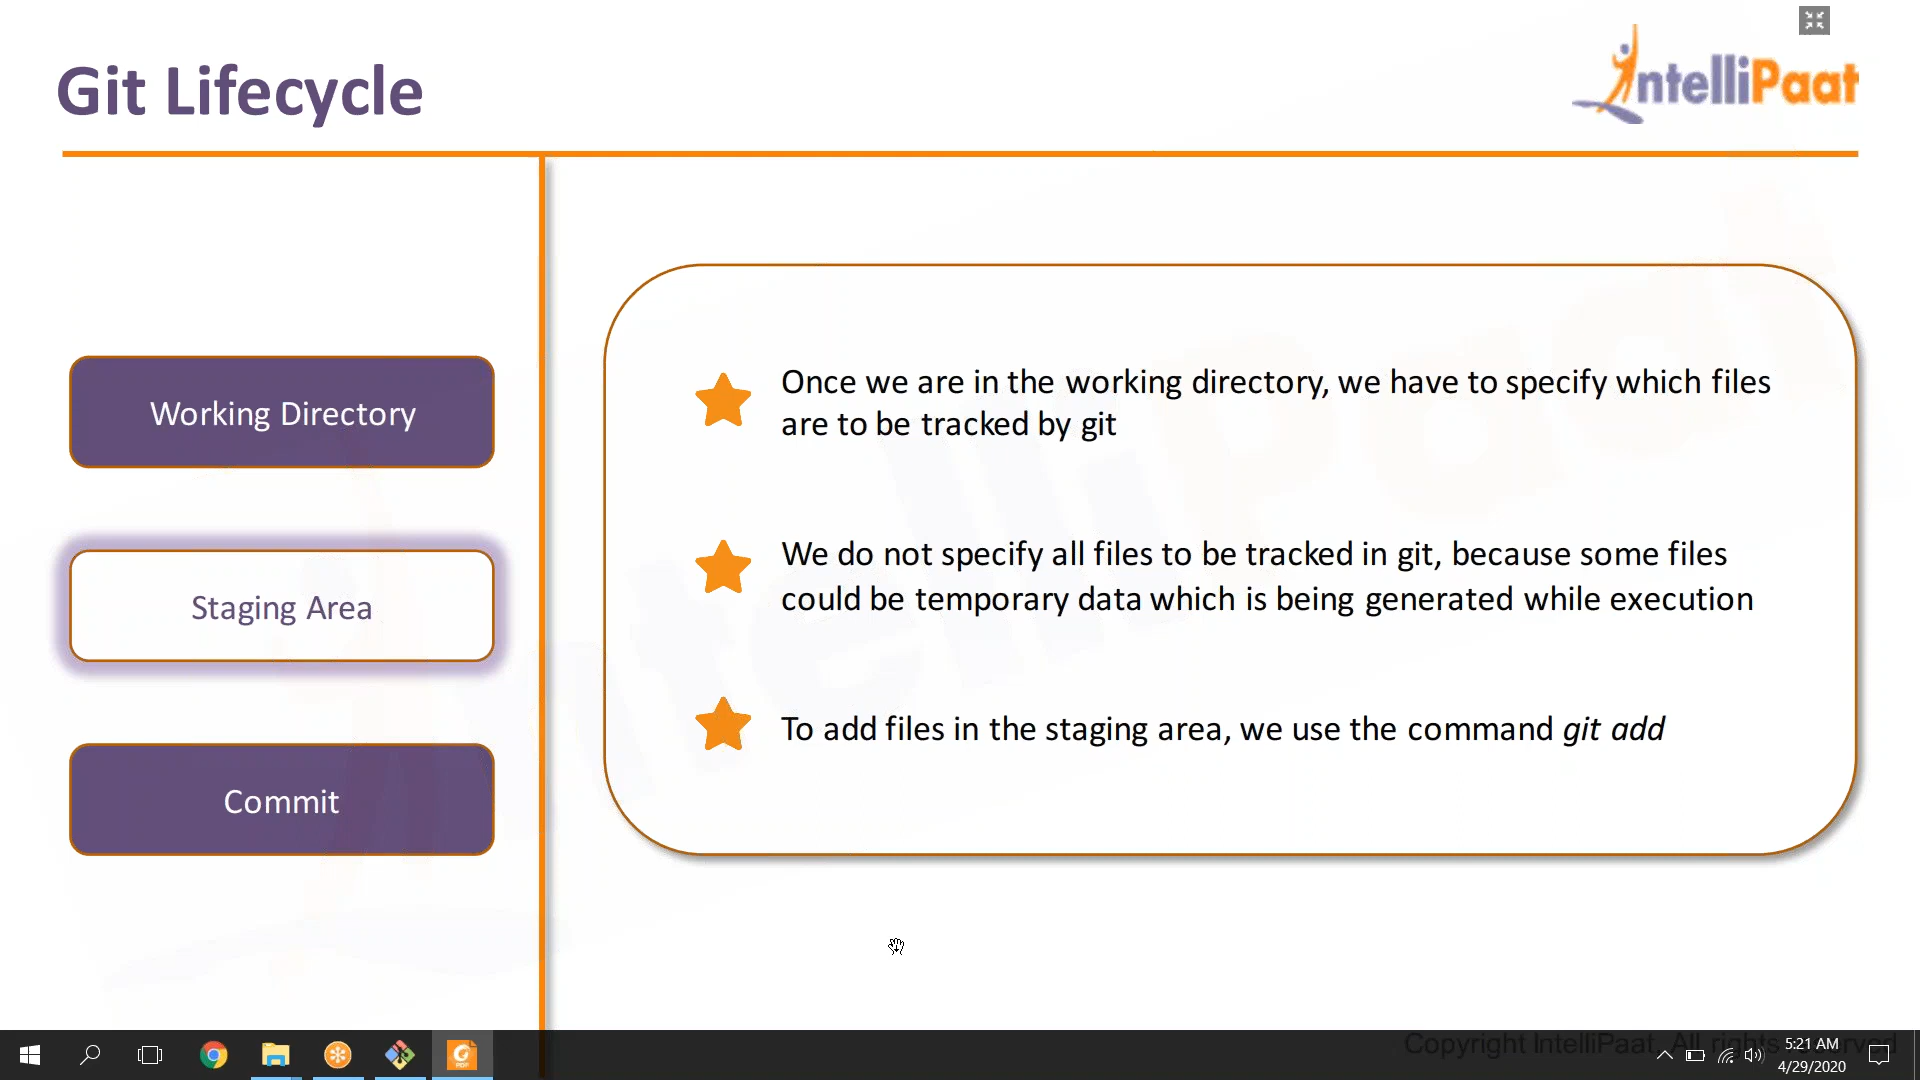 Git Lifecycle
IntelliPaat
Working Directory
Staging Area
Commit
Once we are in the working directory, we have to specify which files
are to be tracked by git
We do not specify all files to be tracked in git, because some files
could be temporary data which is being generated while execution
To add files in the staging area, we use the command git add
Copyright IntelliPaat, All rights reserved
5:21 AM
4/29/2020